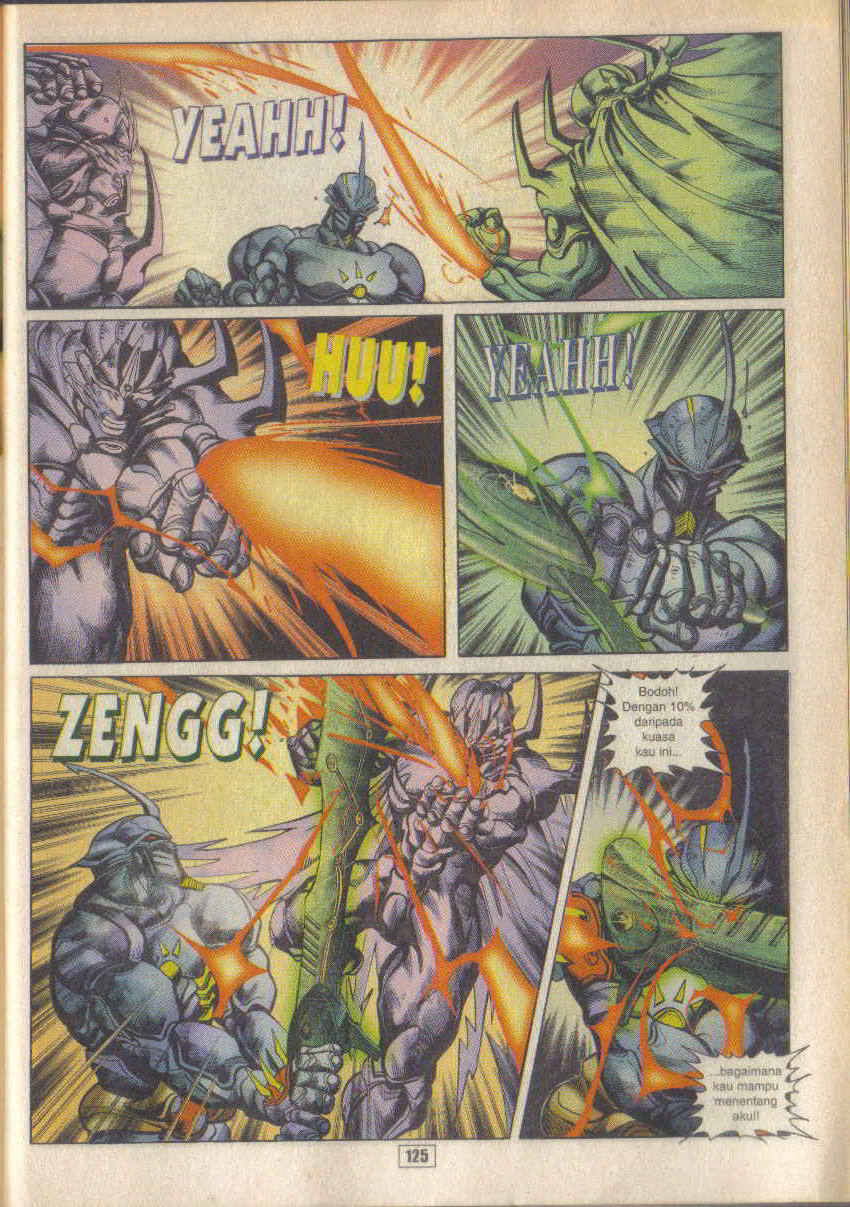 YEAHH!
HUU!
YEAHH!
ZENGG!
Bodoh!
Dengan 10%
daripada
kuasa
kau ini...
...bagaimana
kau mampu
menentang
aku!!
125